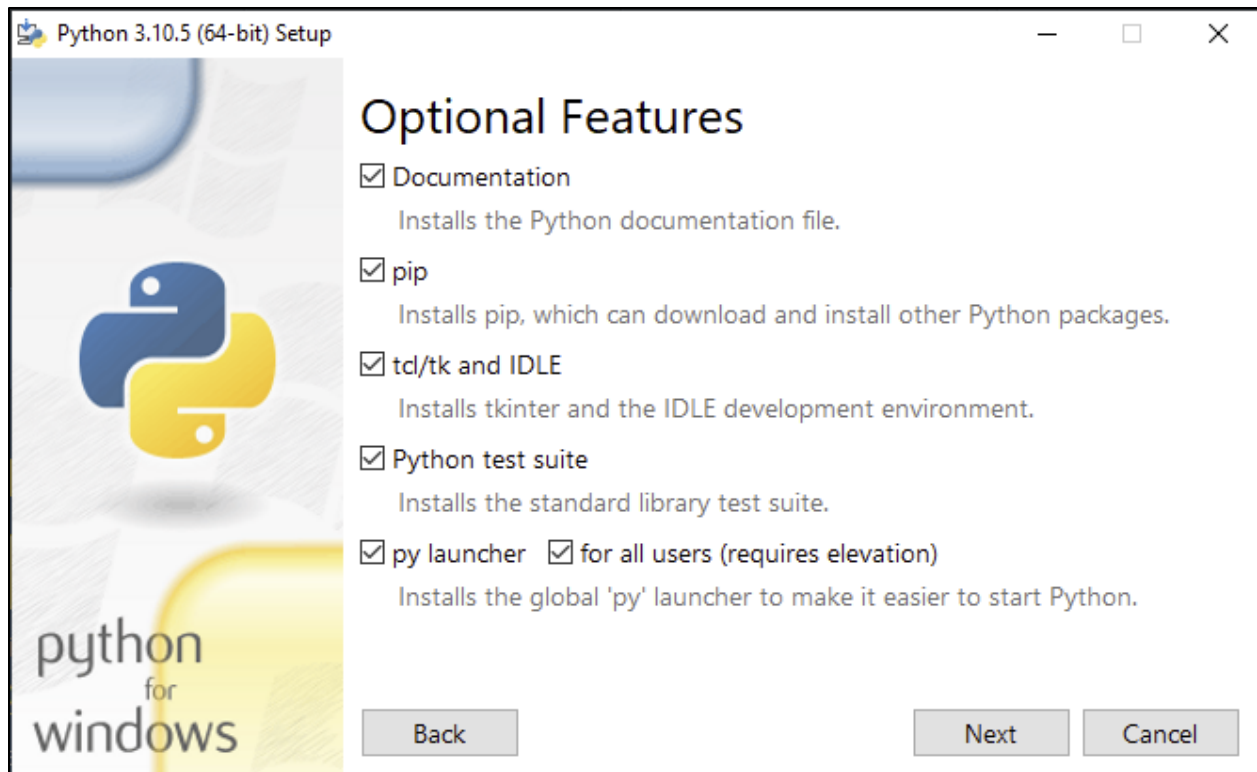 Python 3.10.5 (64-bit) Setup
Optional Features
Documentation
Installs the Python documentation file.
pip
Installs pip, which can download and install other Python packages.
tcl/tk and IDLE
Installs tkinter and the IDLE development environment.
Python test suite
Installs the standard library test suite.
py launcher for all users (requires elevation)
Installs the global 'py' launcher to make it easier to start Python.
python
for
windows
Back Next Cancel